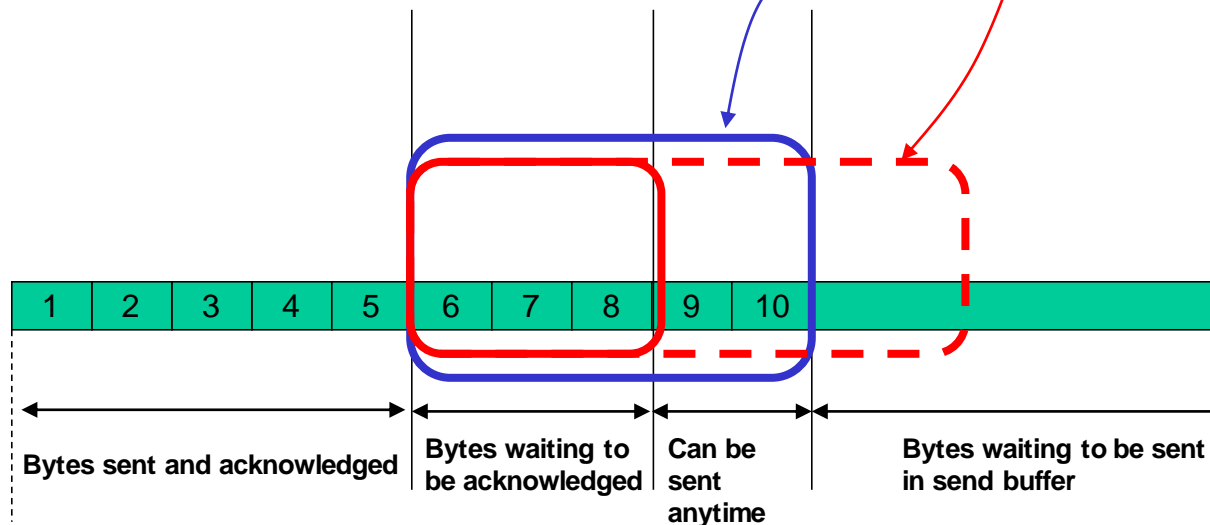 1 2 3 4 5 6 7 8 9 10
Bytes sent and acknowledged
Bytes waiting to
be acknowledged
Can be
sent
anytime
Bytes waiting to be sent
in send buffer